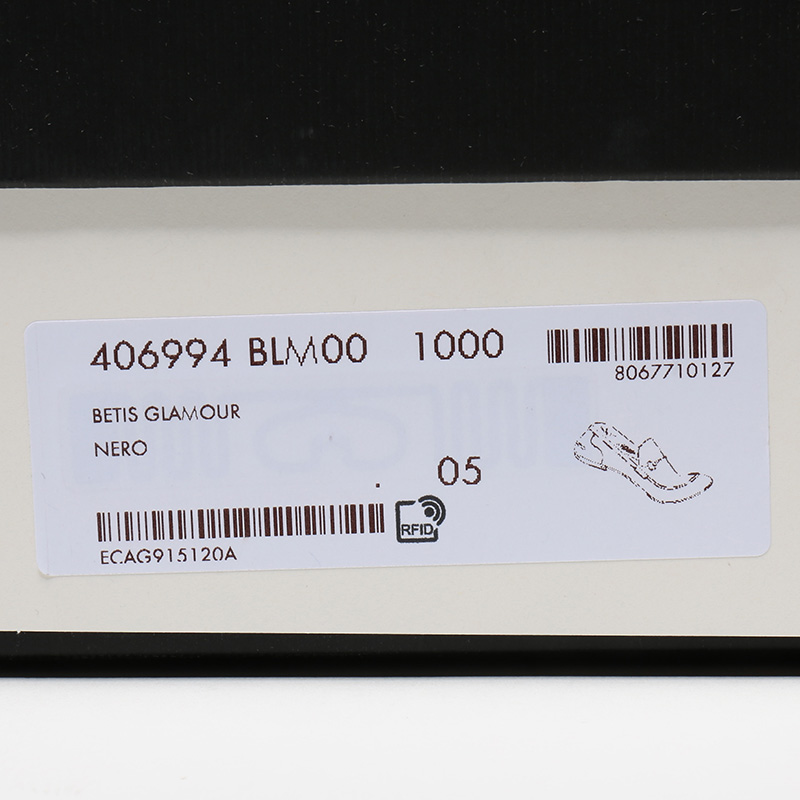 406994 BLM00 1000
8067710127
BETIS GLAMOUR
NERO
05
RFID
ECAG915120A